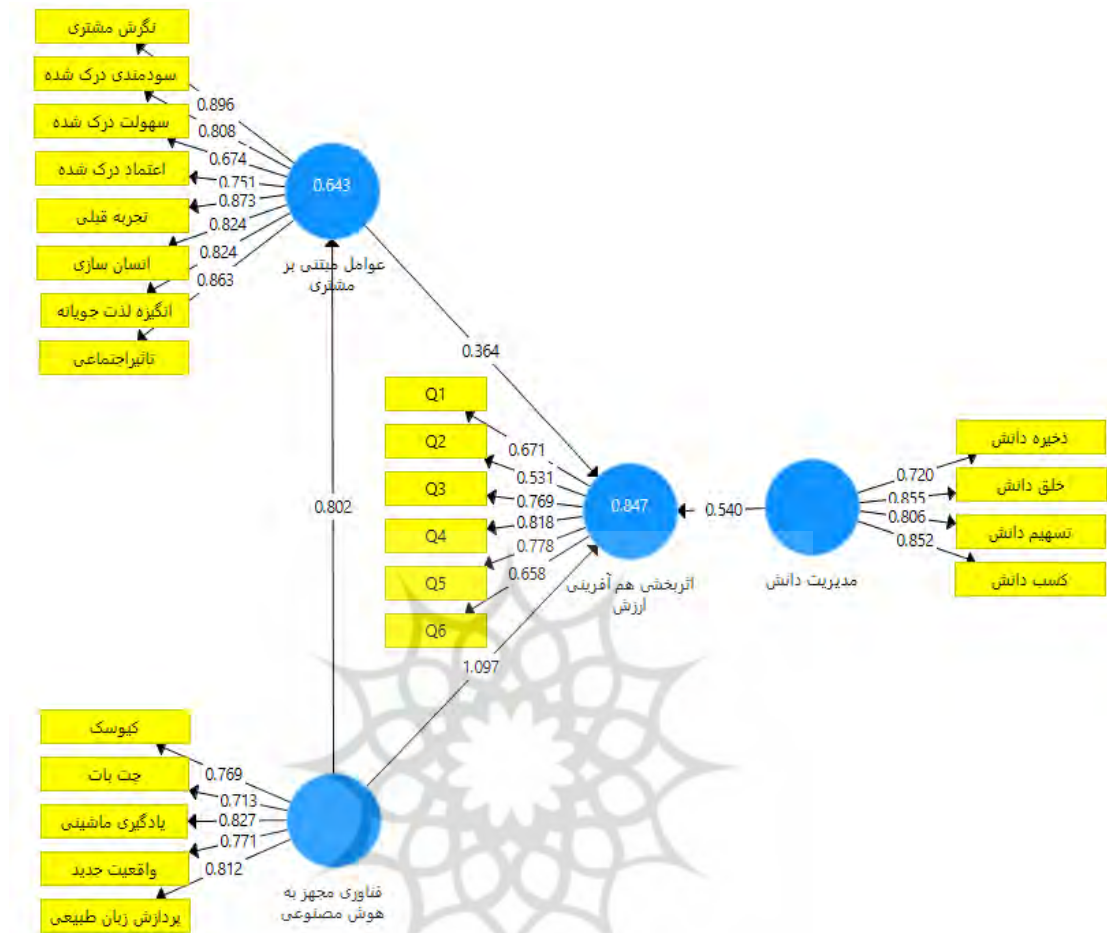 نگرش مشتری
سودمندی درک شده
سهولت درک شده
اعتماد درک شده
تجربه قبلی
انسان سازی
انگیزه لذت جویانه
تاثیراجتماعی
0.896
0.808
0.674
0.751
0.873
0.824
0.824
0.863
0.643
عوامل مبتنی بر
مشتری
0.364
0.802
Q1
Q2
Q3
Q4
Q5
Q6
0.671
0.531
0.769
0.818
0.778
0.658
0.847
اثربخشی هم آفرینی
ارزش
0.540
مدیریت دانش
0.720
0.855
0.806
0.852
ذخیره دانش
خلق دانش
تسهیم دانش
کسب دانش
1.097
کیوسک
چت بات
یادگیری ماشینی
واقعیت جدید
پردازش زبان طبیعی
0.769
0.713
0.827
0.771
0.812
فناوری مجهز به
هوش مصنوعی